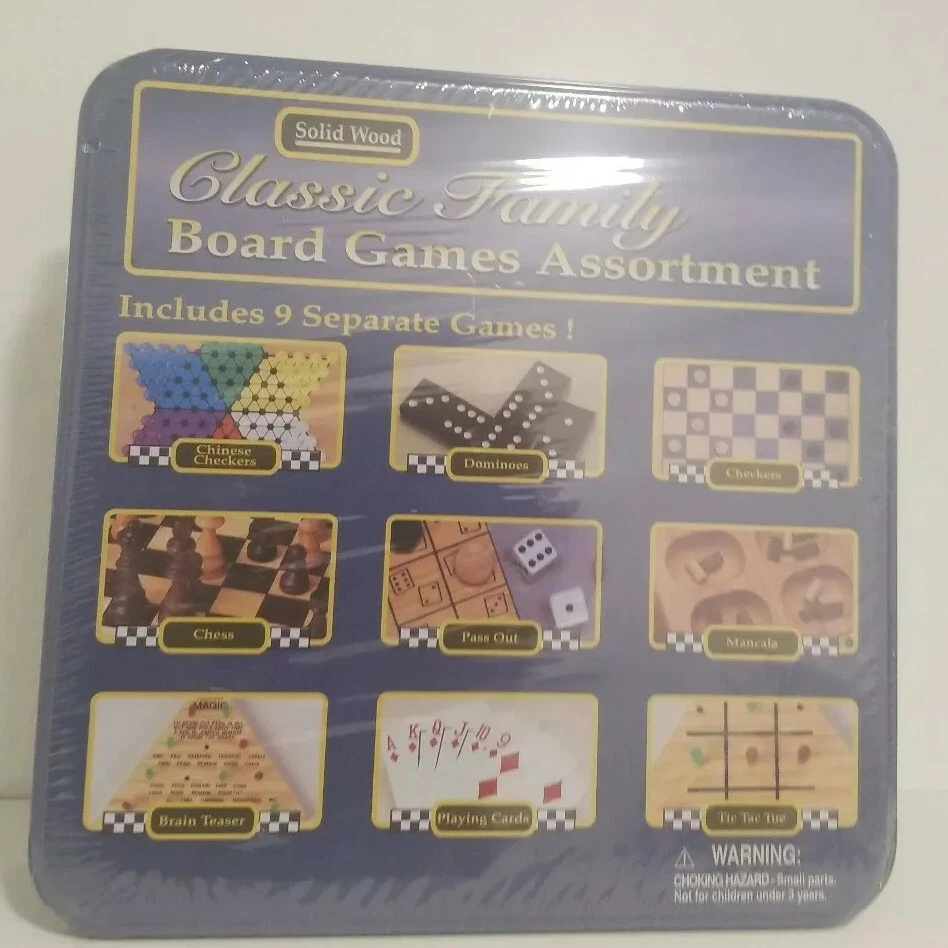 Solid Wood
Classic Family
Board Games Assortment
Includes 9 Separate Games !
Chinese
Checkers
Dominoes
Checkers
Chess
Pass Out
Mancala
MAGIC
Brain Teaser
A K Q J 10 9
Playing Cards
Tic Tac Toe
WARNING:
CHOKING HAZARD - Small parts.
Not for children under 3 years.